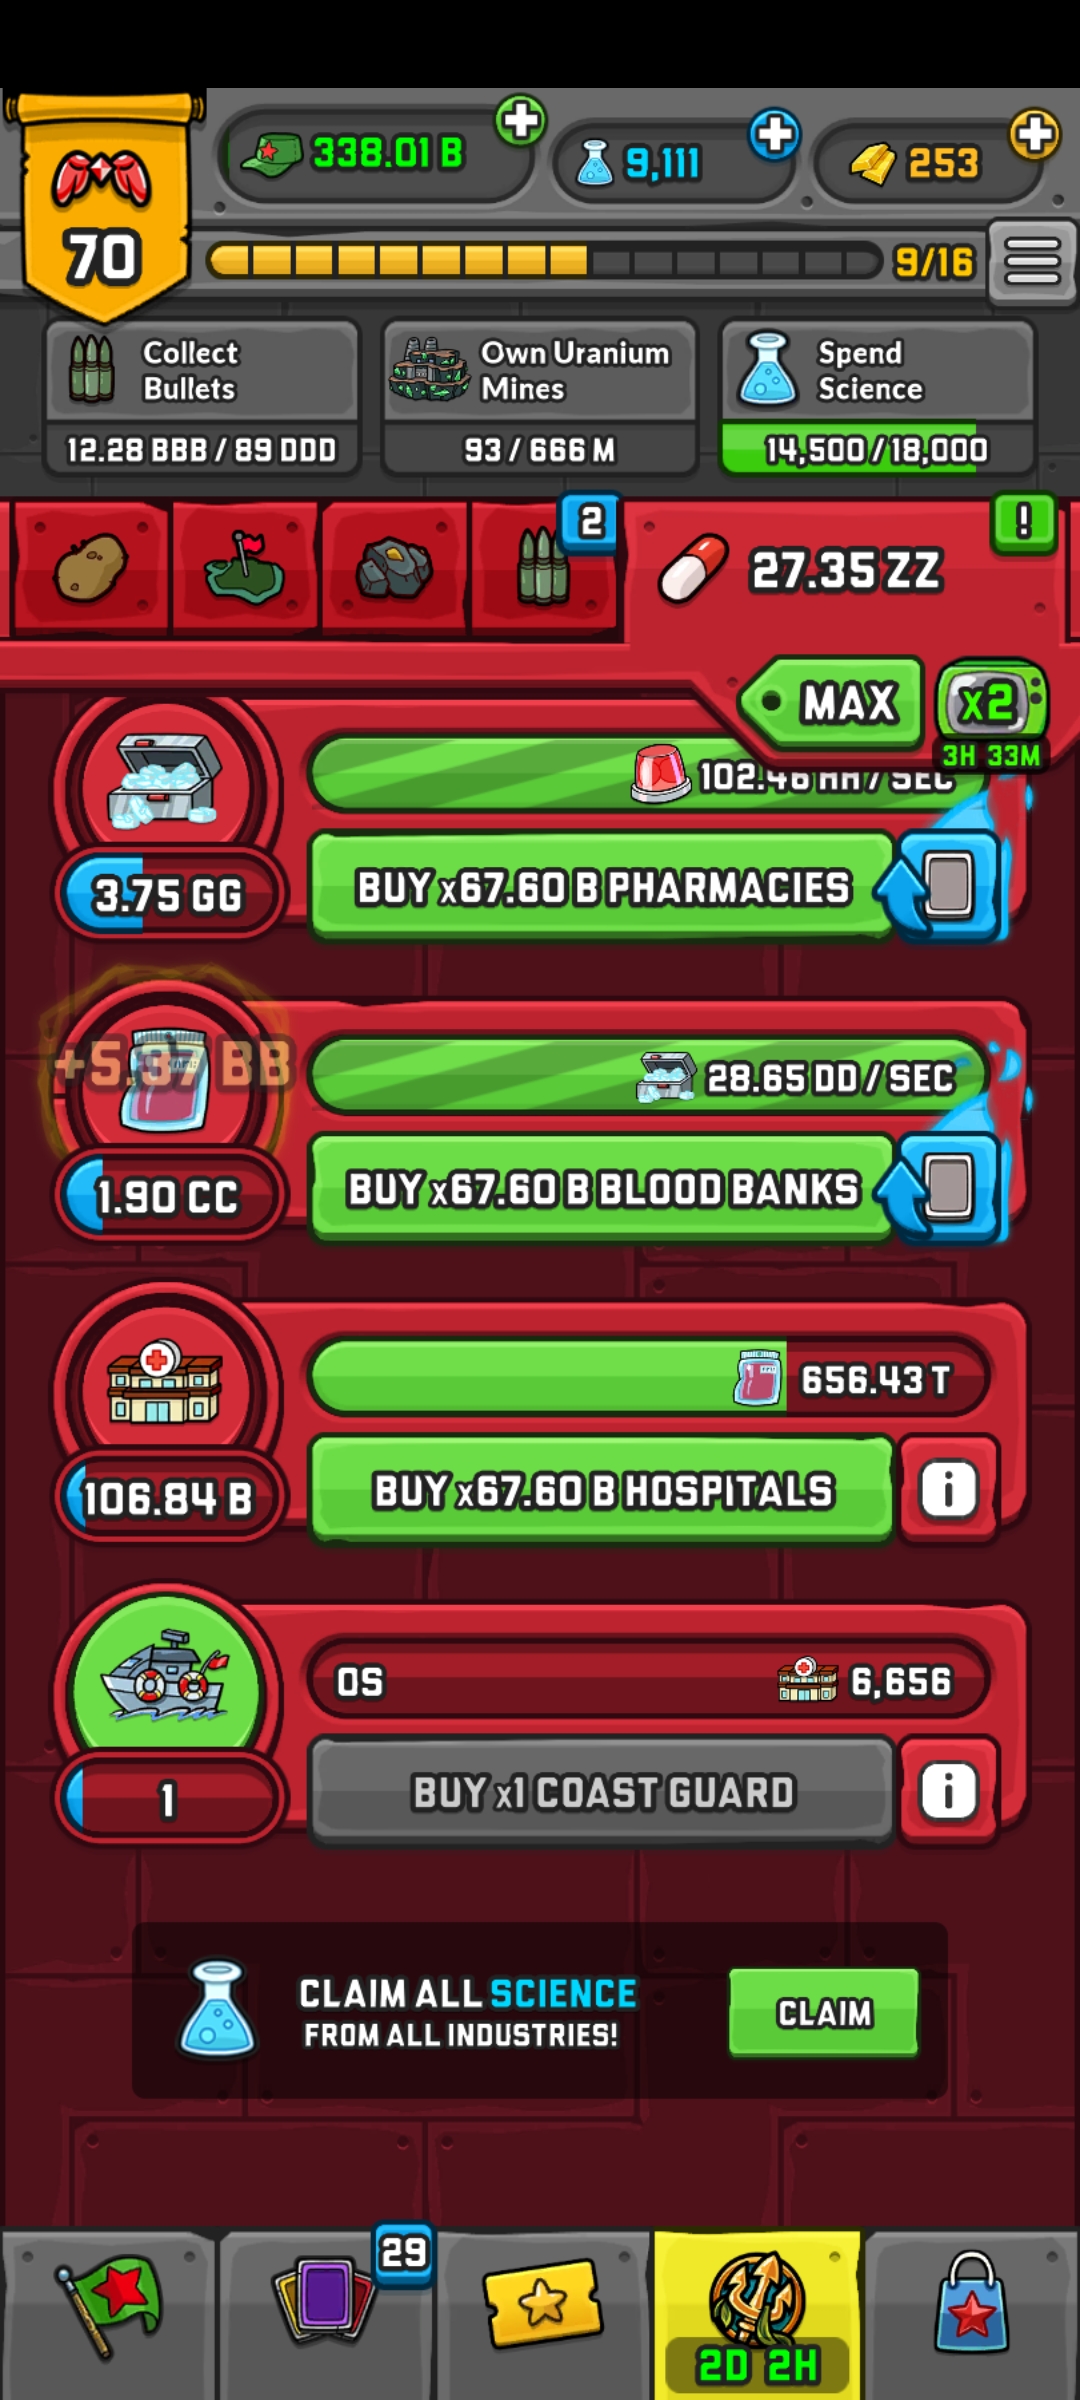 338.01 B
9,111
253
70
9/16
Collect
Bullets
12.28 BBB / 89 DDD
Own Uranium
Mines
93 / 666 M
Spend
Science
14,500 / 18,000
2
27.35 ZZ
!
MAX
x2
3H 33M
102.46 HH / SEC
3.75 GG
BUY x67.60 B PHARMACIES
+5.37 BB
28.65 DD / SEC
1.90 CC
BUY x67.60 B BLOOD BANKS
656.43 T
106.84 B
BUY x67.60 B HOSPITALS
i
0S
6,656
1
BUY x1 COAST GUARD
i
CLAIM ALL SCIENCE
FROM ALL INDUSTRIES!
CLAIM
29
2D 2H